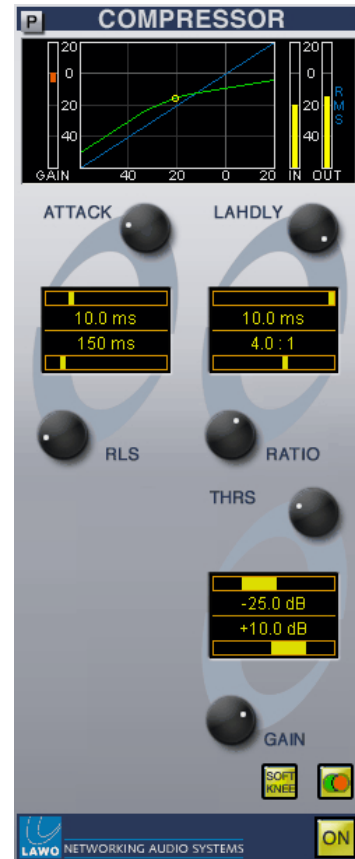 P COMPRESSOR
20 20
0 0
20 20
40 40
R
M
S
GAIN 40 20 0 20 IN OUT
ATTACK LAHDLY
10.0 ms 10.0 ms
150 ms 4.0 : 1
RLS RATIO
THRS
-25.0 dB
+10.0 dB
GAIN
SOFT
KNEE
LAWO NETWORKING AUDIO SYSTEMS ON